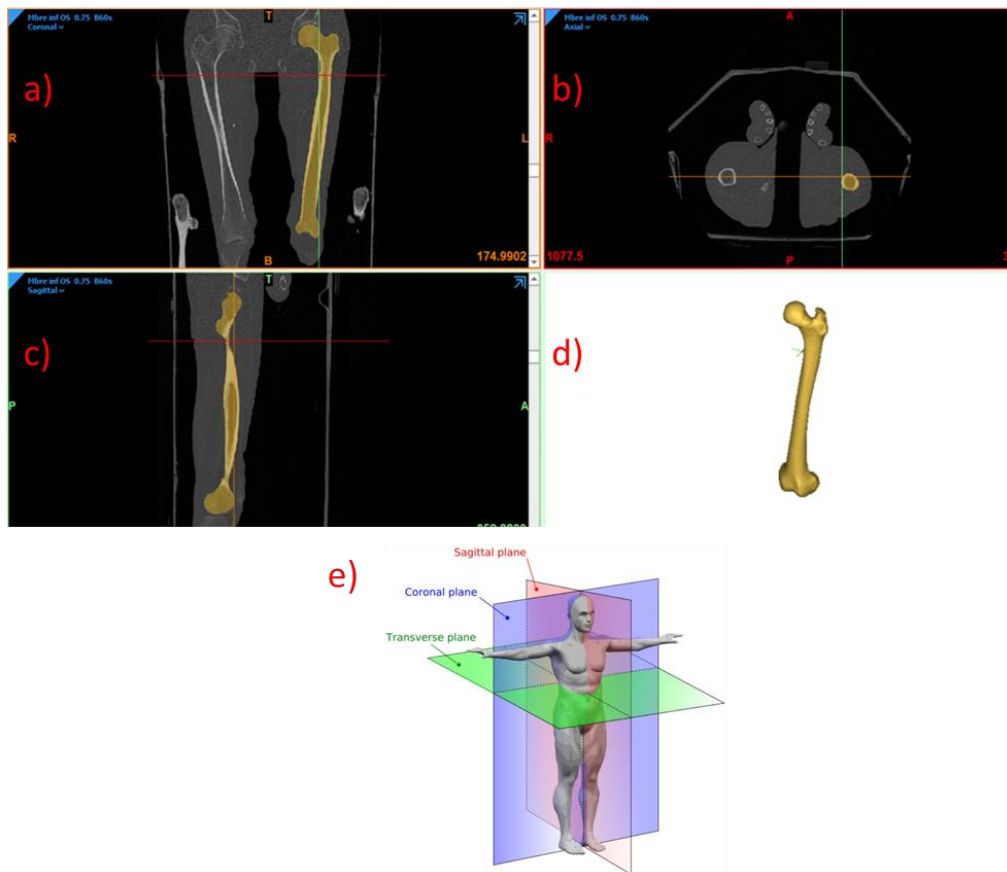 Mbre inf OS 0.75 B60s
Coronal
T
a)
R
L
B
174.9902
Mbre inf OS 0.75 B60s
Axial
A
b)
R
1077.5
P
3
Mbre inf OS 0.75 B60s
Sagittal
T
c)
P
A
d)
e)
Sagittal plane
Coronal plane
Transverse plane